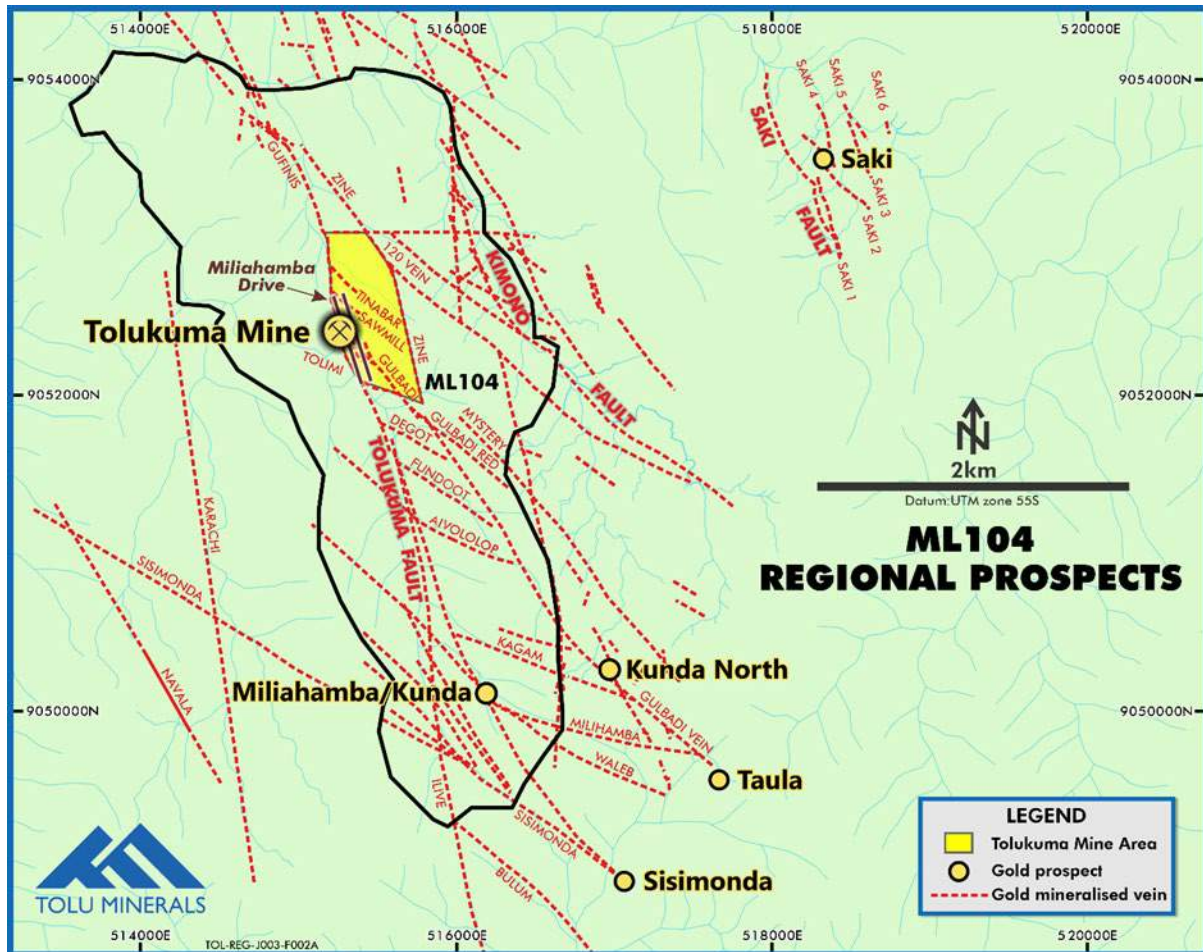 514000E
516000E
518000E
520000E
9054000N
9054000N
SAKI 4
SAKI 5
SAKI 6
SAKI
Saki
GUFINIS
ZINE
SAKI 3
FAULT
SAKI 2
SAKI 1
120 VEIN
KIMONO
Miliahamba
Drive
TINABAR
SAWMILL
Tolukuma Mine
ZINE
TOLIMI
GULBADI
ML104
9052000N
9052000N
FAULT
MYSTERY
GULBADI RED
DEGOT
TOLUKUMA FAULT
FUNDOOT
2km
Datum:UTM zone 55S
KARACHI
AIVOLOLOP
ML104
REGIONAL PROSPECTS
SISIMONDA
KAGAM
Kunda North
NAVALA
Miliahamba/Kunda
GULBADI VEIN
9050000N
9050000N
MILIHAMBA
WALEB
Taula
ILIVE
SISIMONDA
LEGEND
Tolukuma Mine Area
Gold prospect
Gold mineralised vein
Sisimonda
BULUM
TOLU MINERALS
514000E
TOL-REG-J003-F002A
516000E
518000E
520000E